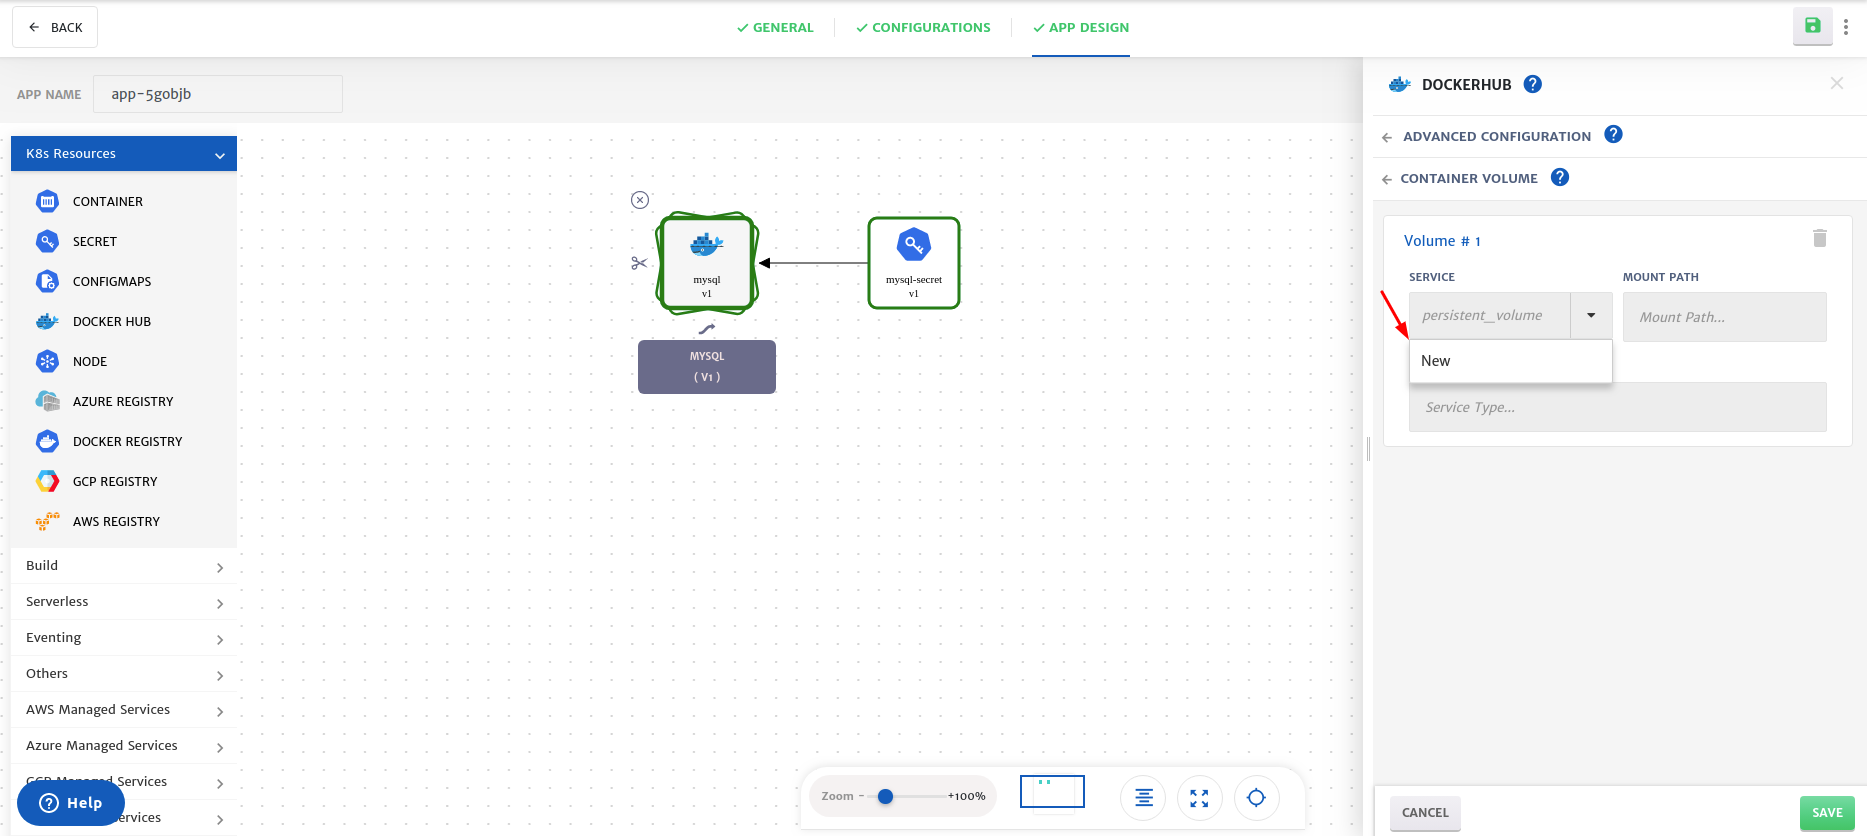 BACK
GENERAL
CONFIGURATIONS
APP DESIGN
APP NAME
app-5gobjb
K8s Resources
CONTAINER
SECRET
CONFIGMAPS
DOCKER HUB
NODE
AZURE REGISTRY
DOCKER REGISTRY
GCP REGISTRY
AWS REGISTRY
Build
Serverless
Eventing
Others
AWS Managed Services
Azure Managed Services
GCP Managed Services
Help
mysql
v1
mysql-secret
v1
MYSQL
( V1 )
Zoom - +100%
DOCKERHUB ?
ADVANCED CONFIGURATION ?
CONTAINER VOLUME ?
Volume # 1
SERVICE
MOUNT PATH
persistent_volume
Mount Path...
New
Service Type...
CANCEL
SAVE